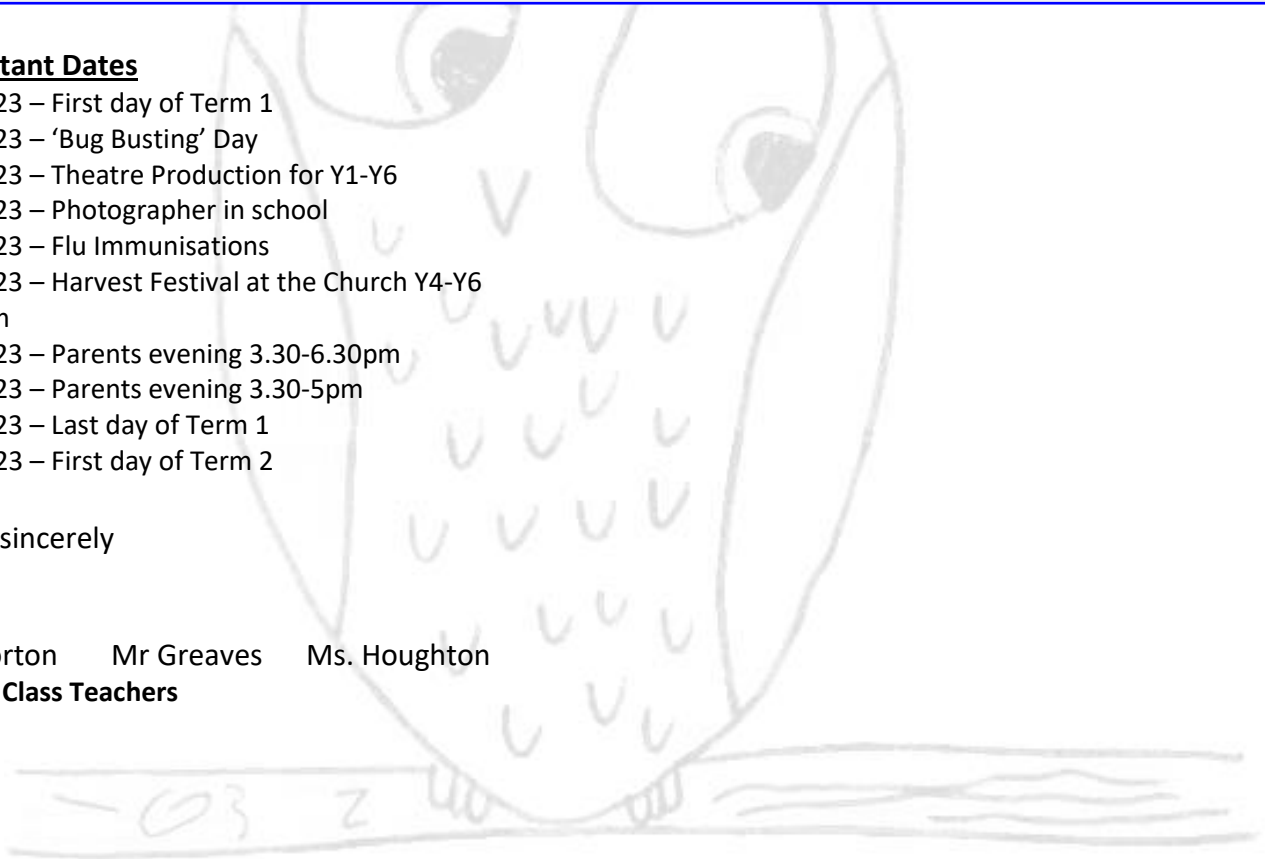 tant Dates
23 – First day of Term 1
23 – ‘Bug Busting’ Day
23 – Theatre Production for Y1-Y6
23 – Photographer in school
23 – Flu Immunisations
23 – Harvest Festival at the Church Y4-Y6
23 – Parents evening 3.30-6.30pm
23 – Parents evening 3.30-5pm
23 – Last day of Term 1
23 – First day of Term 2
sincerely
rton Mr Greaves Ms. Houghton
Class Teachers